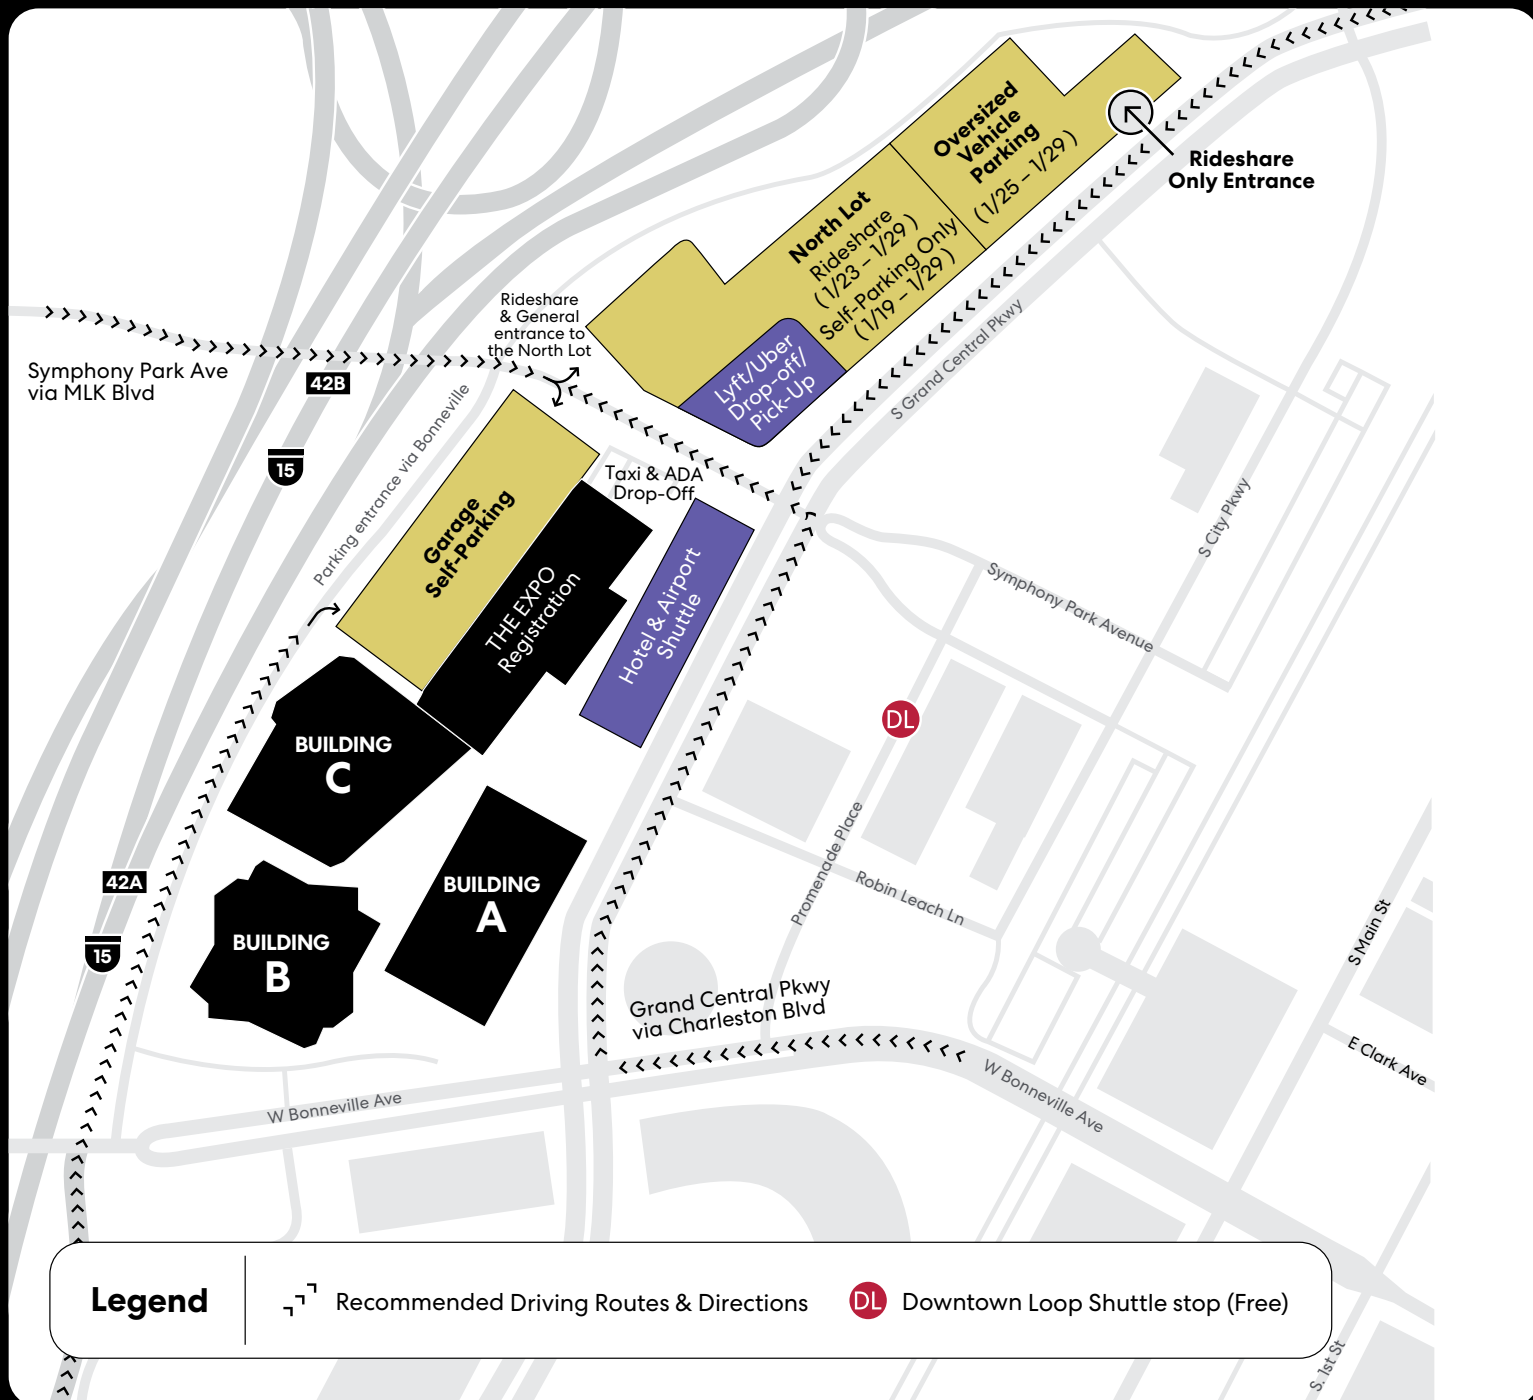 Oversized
Vehicle
Parking
(1/25 – 1/29)
Rideshare
Only Entrance
North Lot
Rideshare
(1/23 – 1/29)
Self-Parking Only
(1/19 – 1/29)
Rideshare
& General
entrance to
the North Lot
Lyft/Uber
Drop-off/
Pick-Up
S Grand Central Pkwy
Symphony Park Ave
via MLK Blvd
42B
15
Parking entrance via Bonneville
Garage
Self-Parking
Taxi & ADA
Drop-Off
THE EXPO
Registration
Hotel & Airport
Shuttle
S City Pkwy
Symphony Park Avenue
DL
BUILDING
C
BUILDING
A
BUILDING
B
42A
15
Promenade Place
Robin Leach Ln
S Main St
E Clark Ave
Grand Central Pkwy
via Charleston Blvd
W Bonneville Ave
W Bonneville Ave
S. 1st St
Legend
Recommended Driving Routes & Directions
DL
Downtown Loop Shuttle stop (Free)